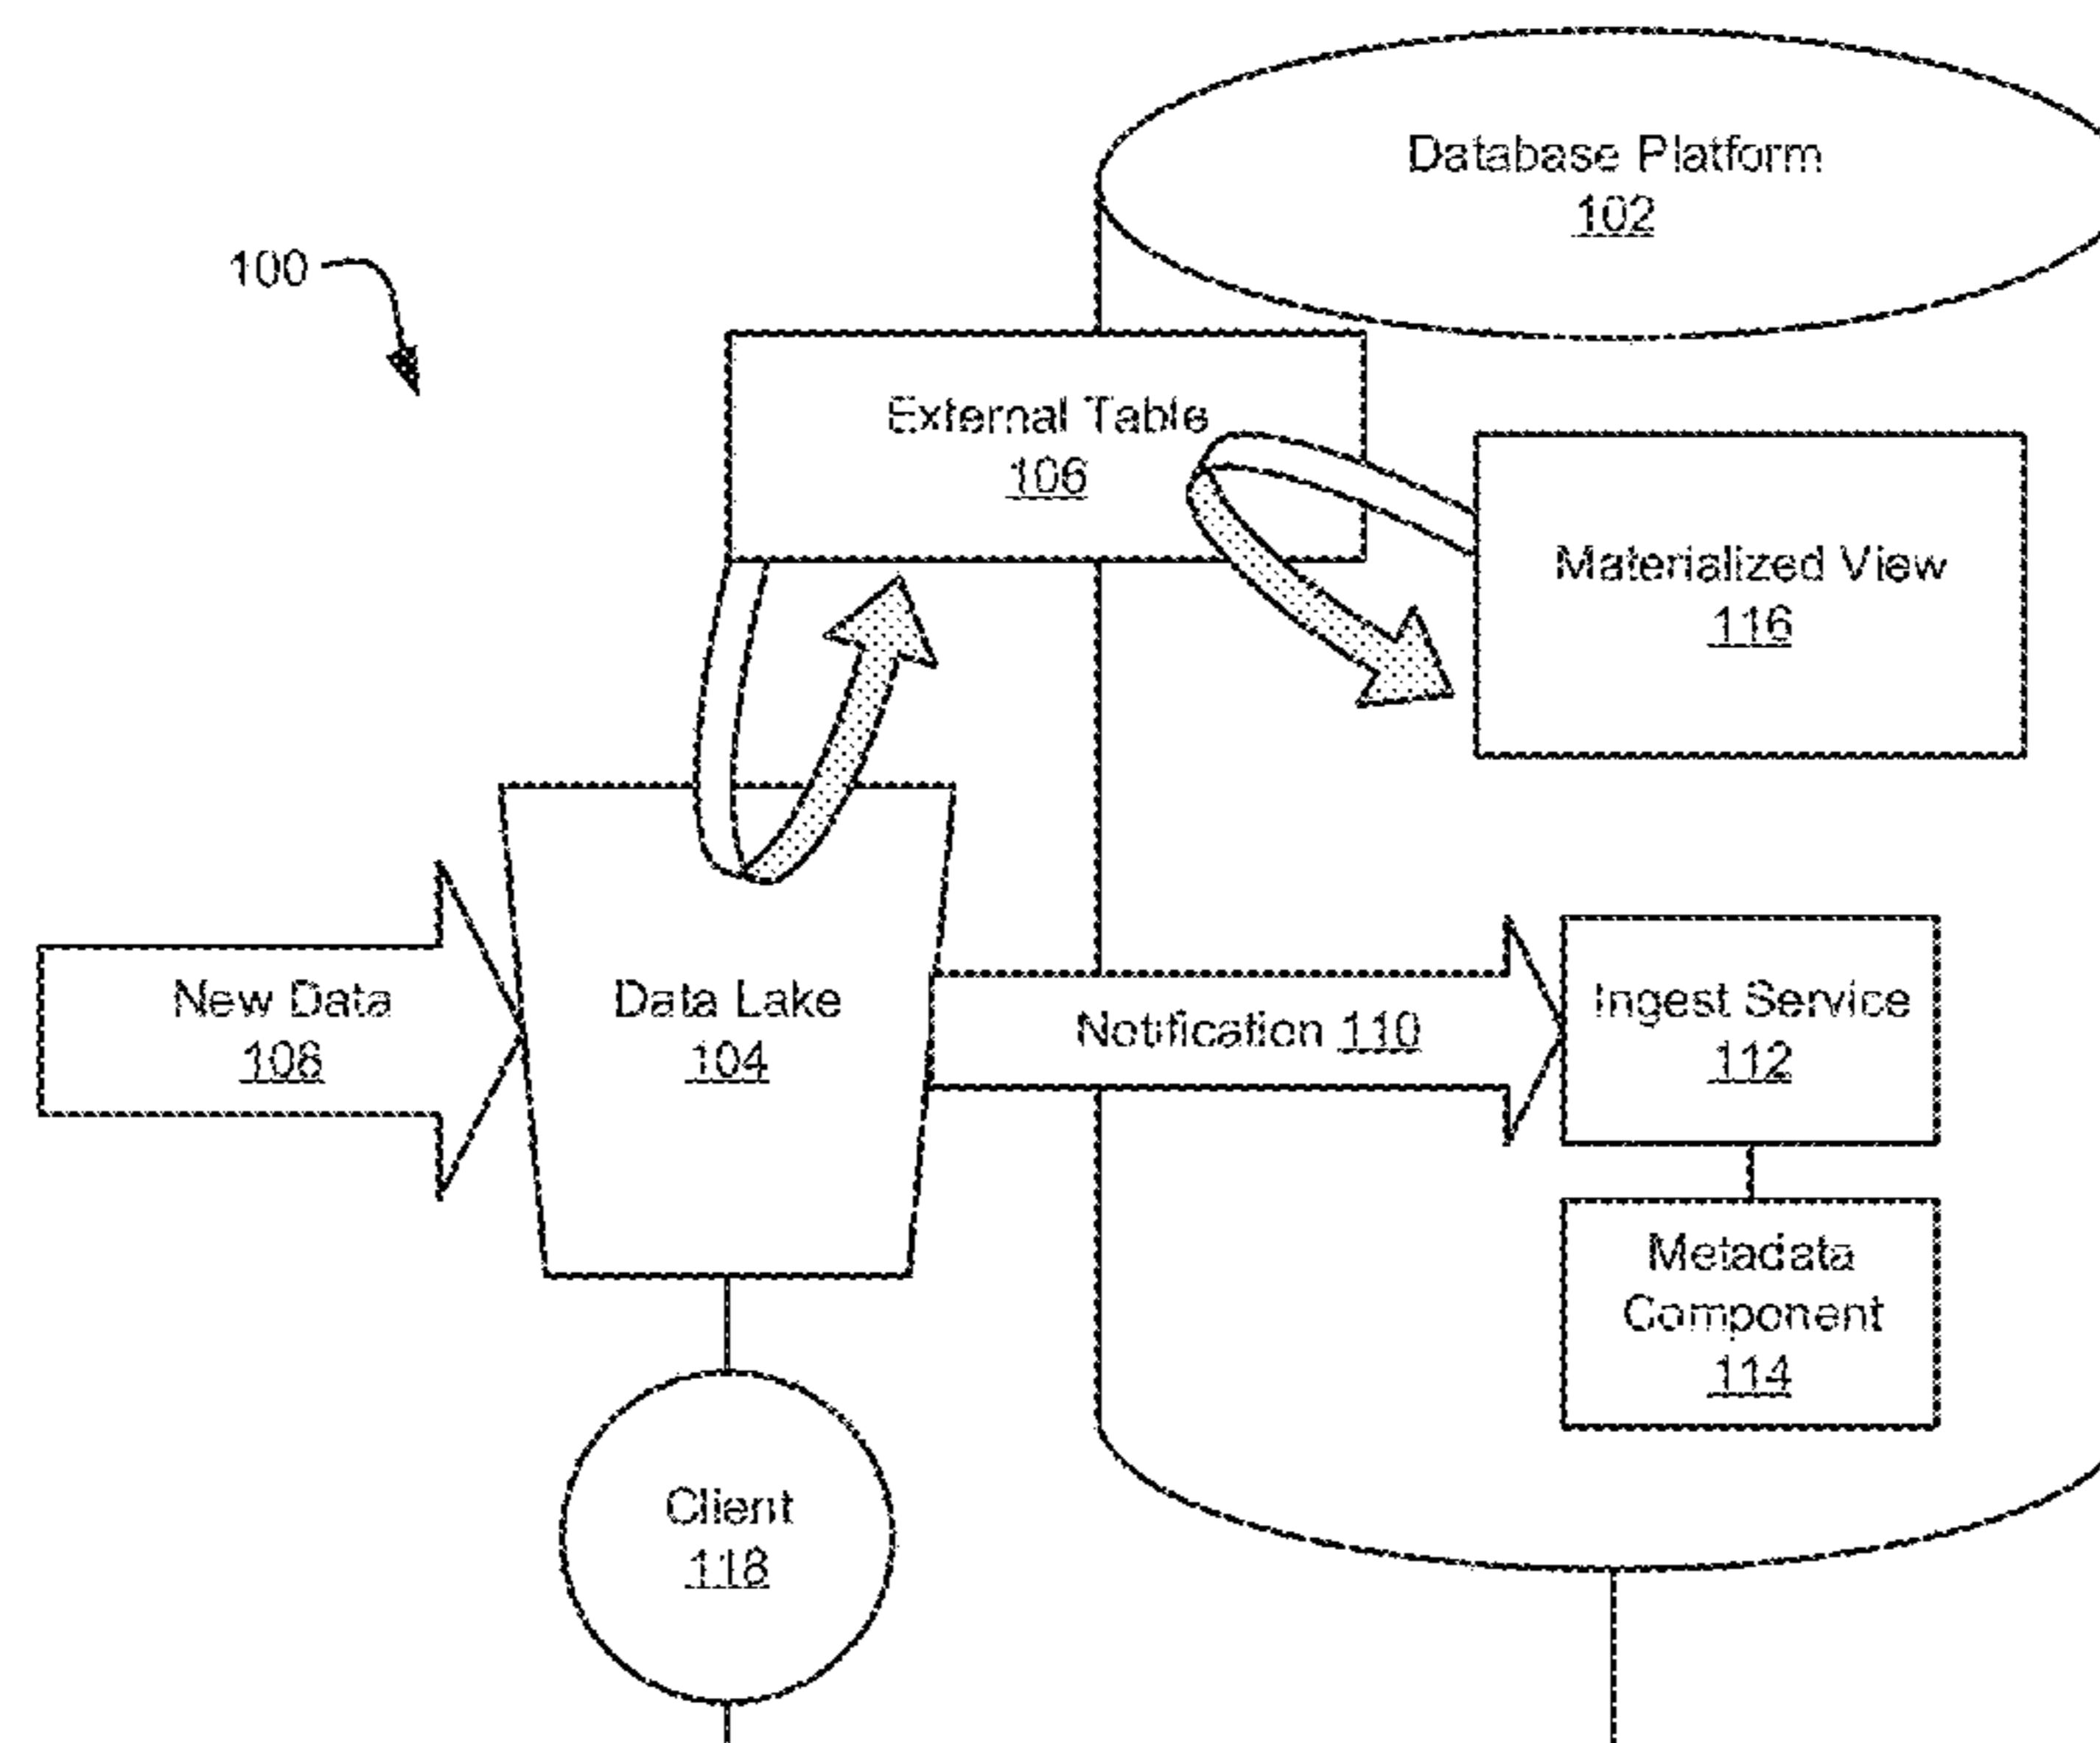 Database Platform
102
100
External Table
106
Materialized View
116
New Data
108
Data Lake
104
Notification 110
Ingest Service
112
Metadata
Component
114
Client
118